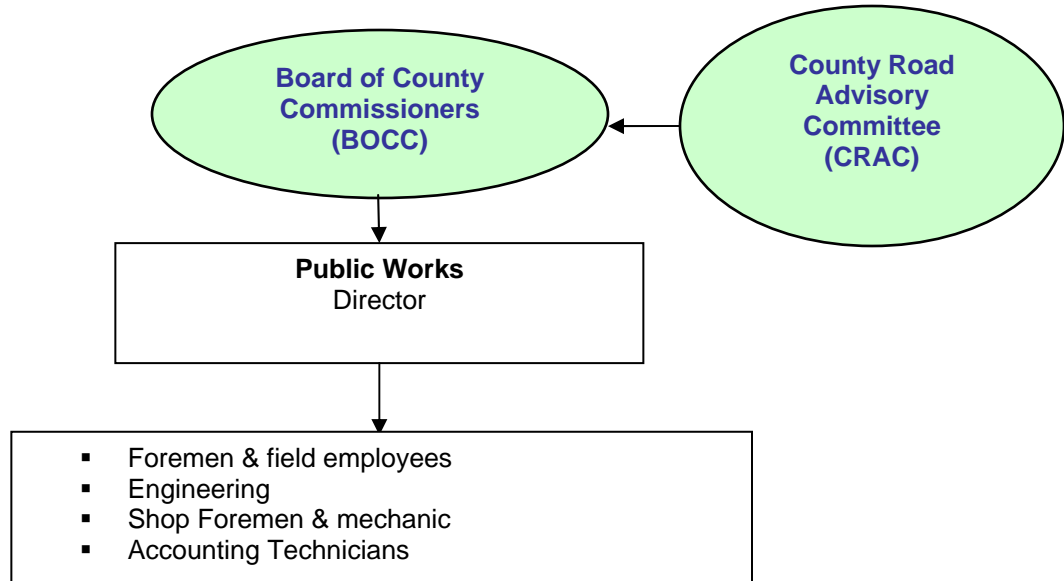 Board of County
Commissioners
(BOCC)
County Road
Advisory
Committee
(CRAC)
Public Works
Director
▪ Foremen & field employees
▪ Engineering
▪ Shop Foremen & mechanic
▪ Accounting Technicians